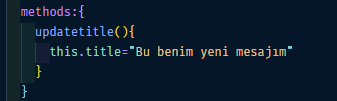 methods:{
updatetitle(){
this.title="Bu benim yeni mesajım"
}
}